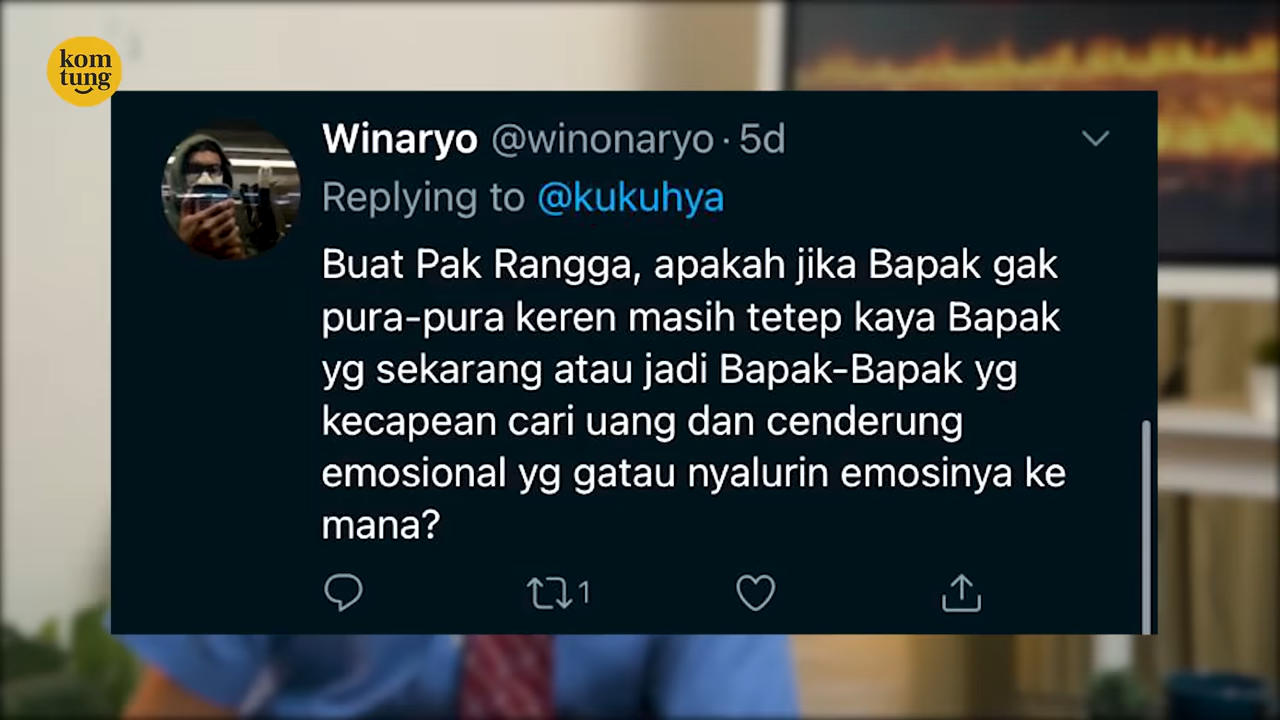 kom
tung
Winaryo @winonaryo · 5d
Replying to @kukuhya
Buat Pak Rangga, apakah jika Bapak gak
pura-pura keren masih tetep kaya Bapak
yg sekarang atau jadi Bapak-Bapak yg
kecapean cari uang dan cenderung
emosional yg gatau nyalurin emosinya ke
mana?
1